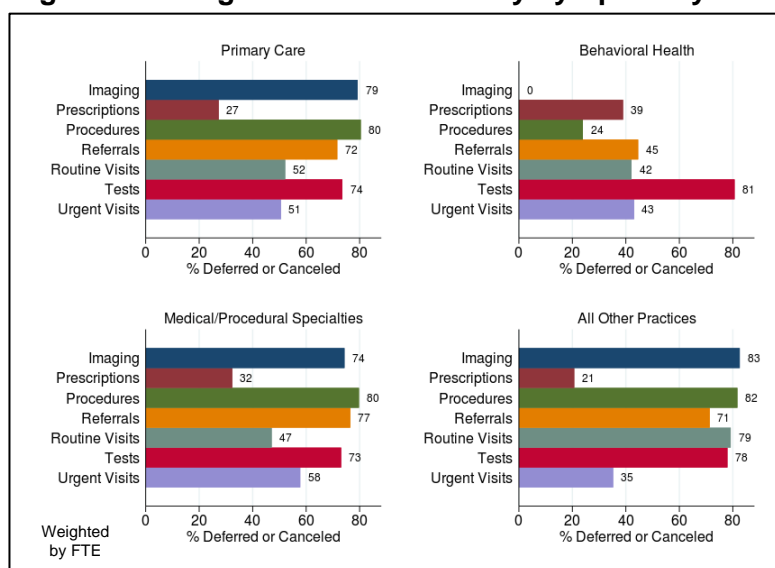 Primary Care
Imaging 79
Prescriptions 27
Procedures 80
Referrals 72
Routine Visits 52
Tests 74
Urgent Visits 51
0 20 40 60 80
% Deferred or Canceled
Behavioral Health
Imaging 0
Prescriptions 39
Procedures 24
Referrals 45
Routine Visits 42
Tests 81
Urgent Visits 43
0 20 40 60 80
% Deferred or Canceled
Medical/Procedural Specialties
Imaging 74
Prescriptions 32
Procedures 80
Referrals 77
Routine Visits 47
Tests 73
Urgent Visits 58
0 20 40 60 80
% Deferred or Canceled
All Other Practices
Imaging 83
Prescriptions 21
Procedures 82
Referrals 71
Routine Visits 79
Tests 78
Urgent Visits 35
0 20 40 60 80
% Deferred or Canceled
Weighted
by FTE